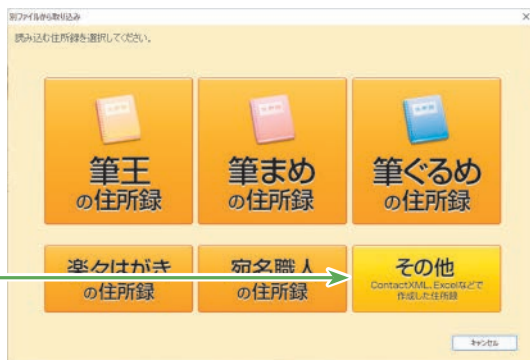 別ファイルから取り込み
読み込む住所録を選択してください。
筆王
の住所録
筆まめ
の住所録
筆ぐるめ
の住所録
楽々はがき
の住所録
宛名職人
の住所録
その他
ContactXML、Excelなどで
作成した住所録
キャンセル